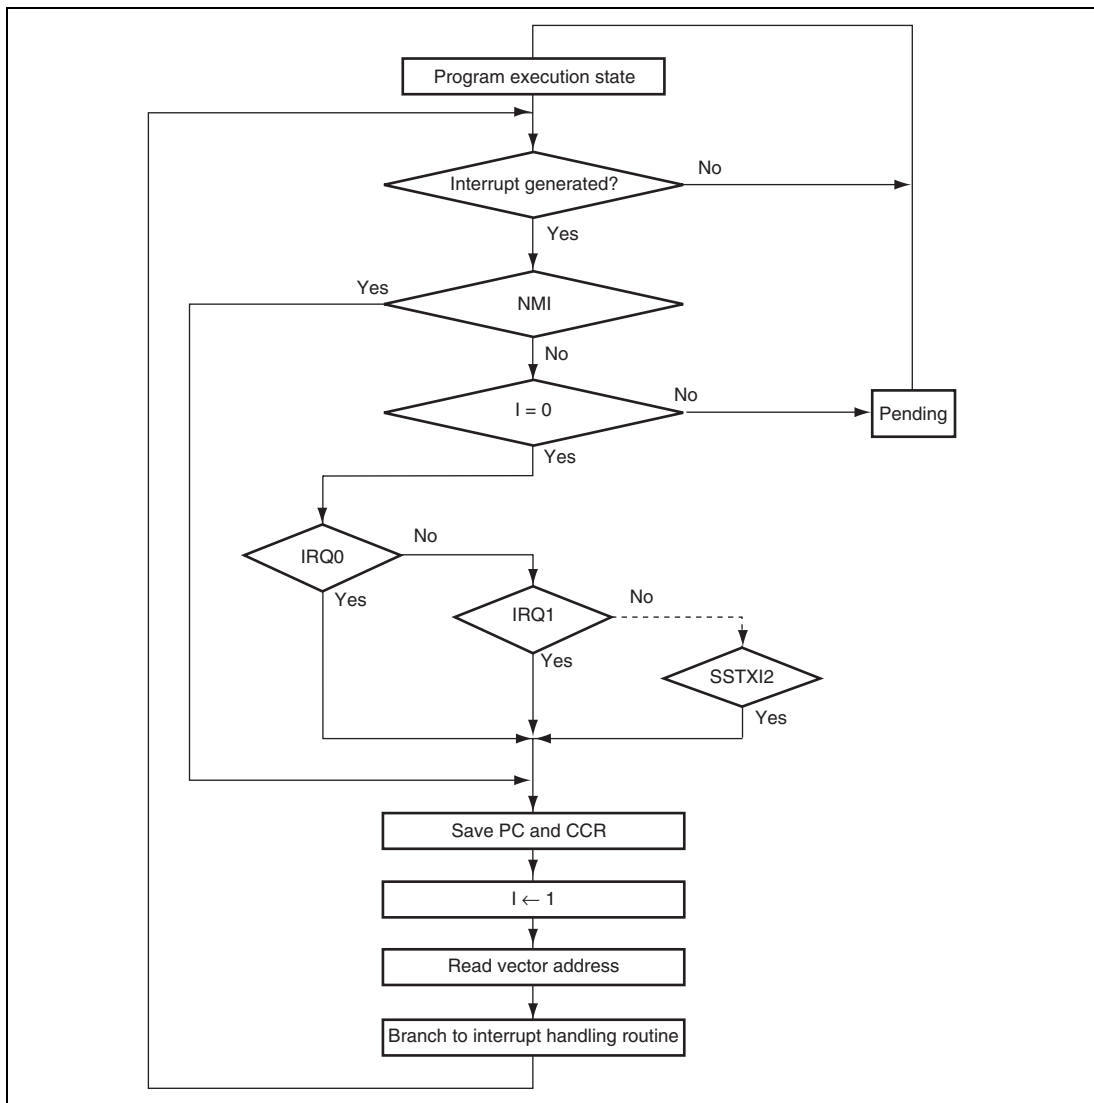 Program execution state
Interrupt generated?
No
Yes
Yes
NMI
No
I = 0
No
Pending
Yes
IRQ0
No
Yes
IRQ1
No
Yes
SSTXI2
Yes
Save PC and CCR
I ← 1
Read vector address
Branch to interrupt handling routine